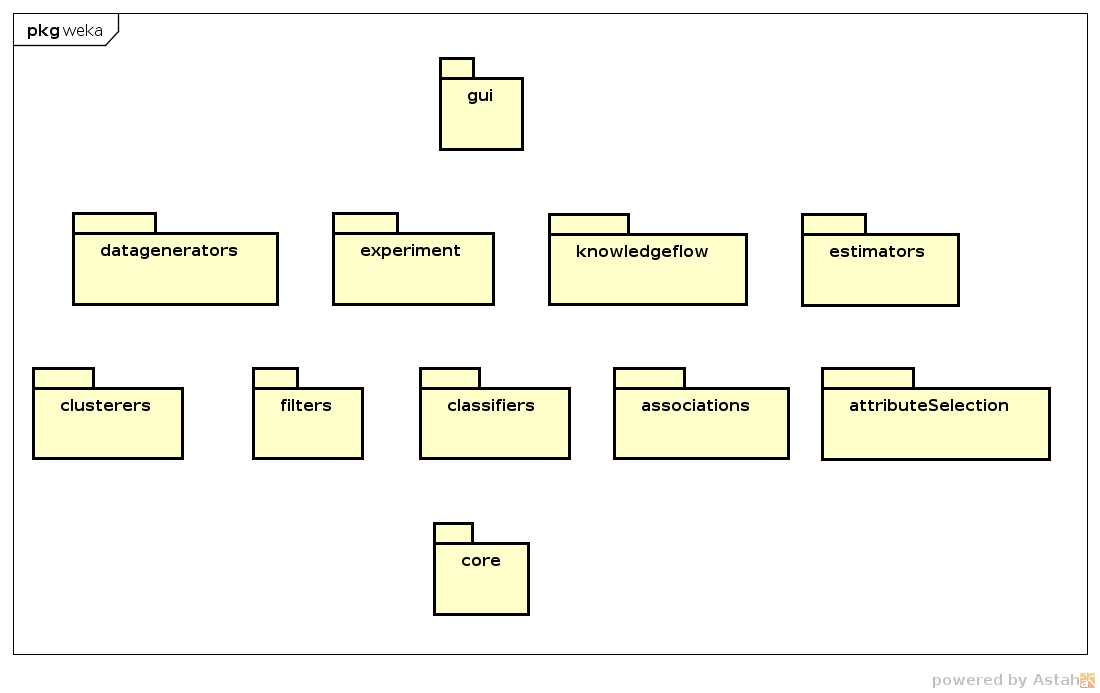 pkg weka
gui
datagenerators
experiment
knowledgeflow
estimators
clusterers
filters
classifiers
associations
attributeSelection
core
powered by Astah